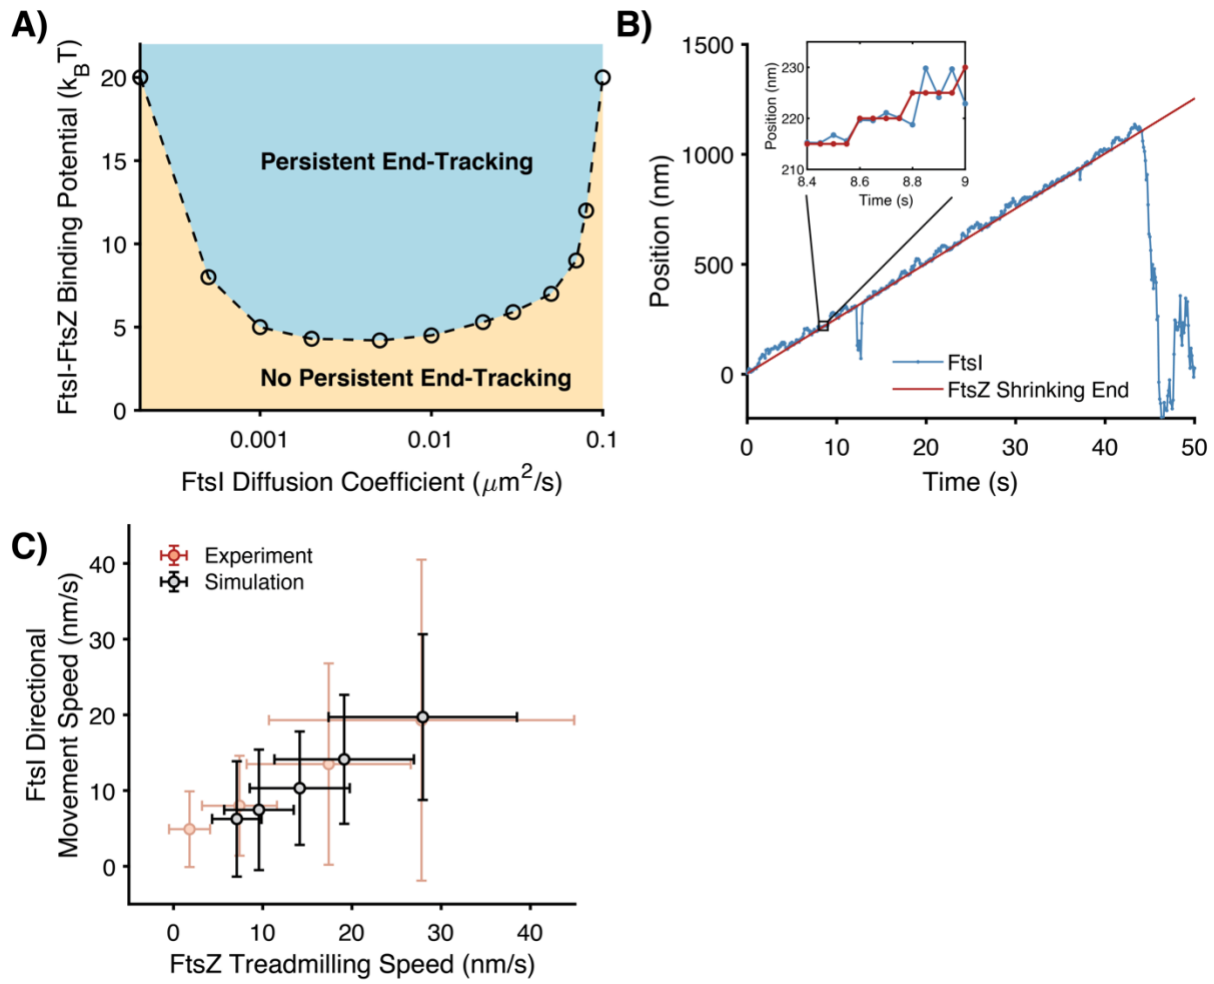 A)
FtsI-FtsZ Binding Potential (kBT)
20
15
10
5
0
Persistent End-Tracking
No Persistent End-Tracking
0.001
0.01
0.1
FtsI Diffusion Coefficient (μm²/s)
B)
Position (nm)
1500
1000
500
0
Position (nm)
230
220
210
8.4
8.6
8.8
9
Time (s)
FtsI
FtsZ Shrinking End
0
10
20
30
40
50
Time (s)
C)
FtsI Directional
Movement Speed (nm/s)
40
30
20
10
0
Experiment
Simulation
0
10
20
30
40
FtsZ Treadmilling Speed (nm/s)